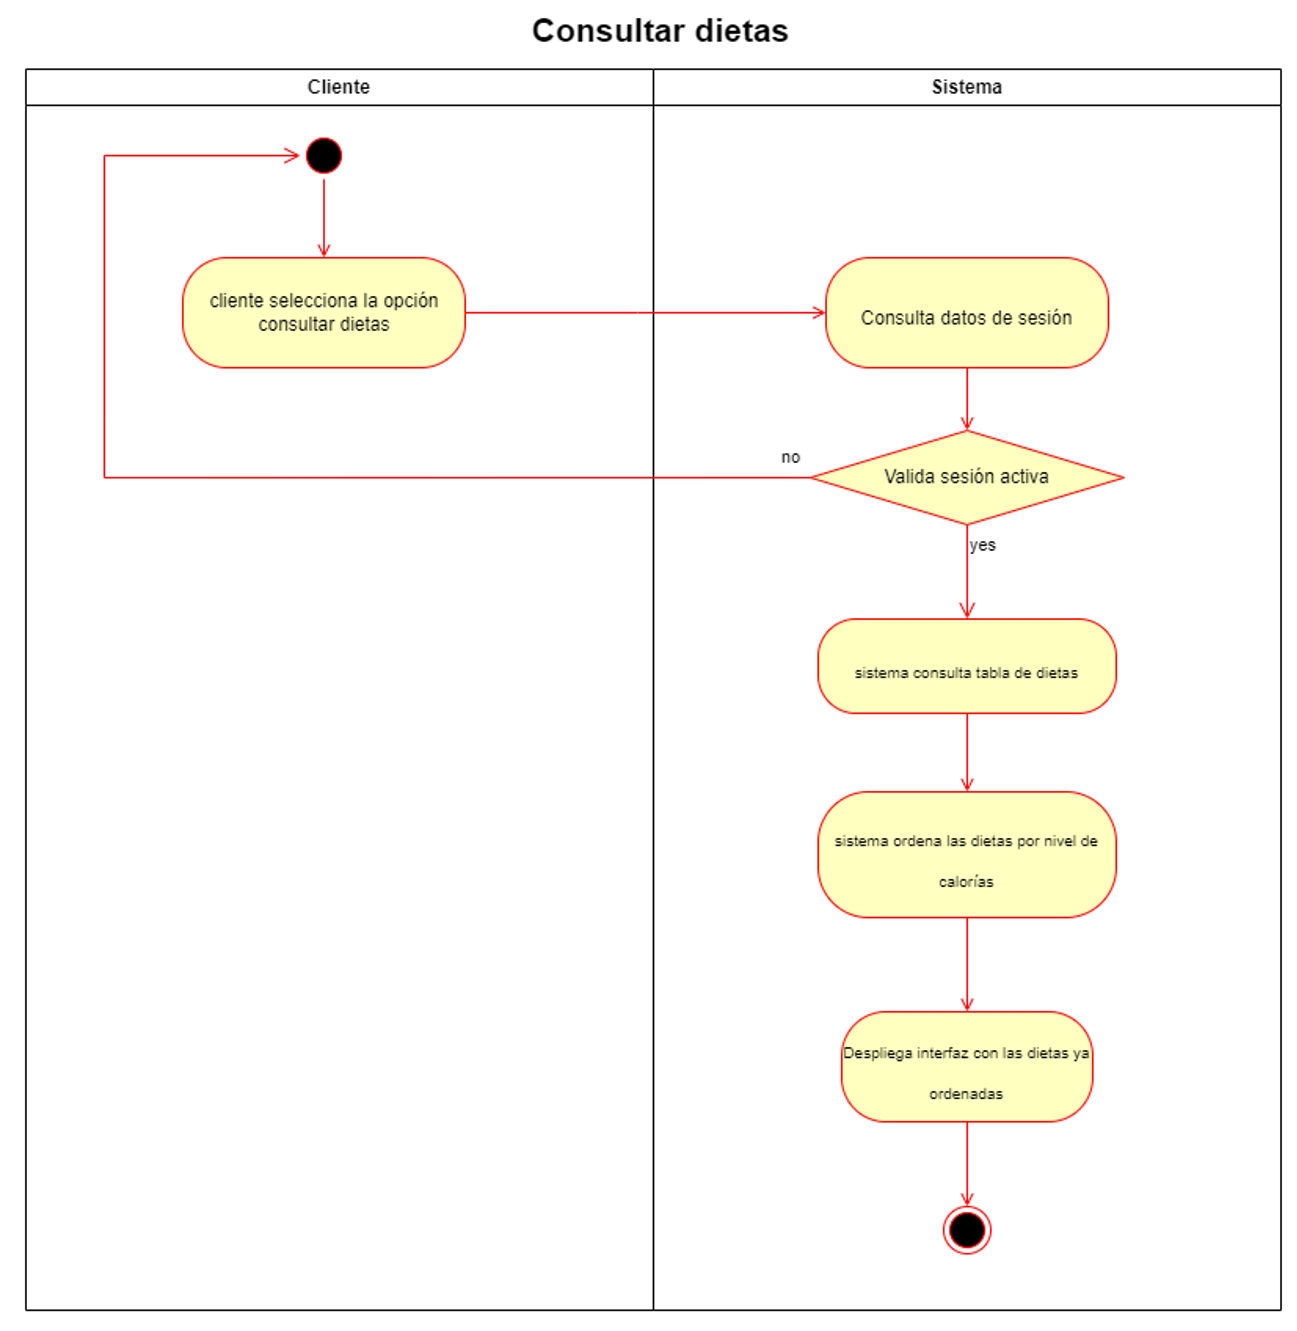 Consultar dietas
Cliente
Sistema
cliente selecciona la opción
consultar dietas
Consulta datos de sesión
no
Valida sesión activa
yes
sistema consulta tabla de dietas
sistema ordena las dietas por nivel de
calorías
Despliega interfaz con las dietas ya
ordenadas